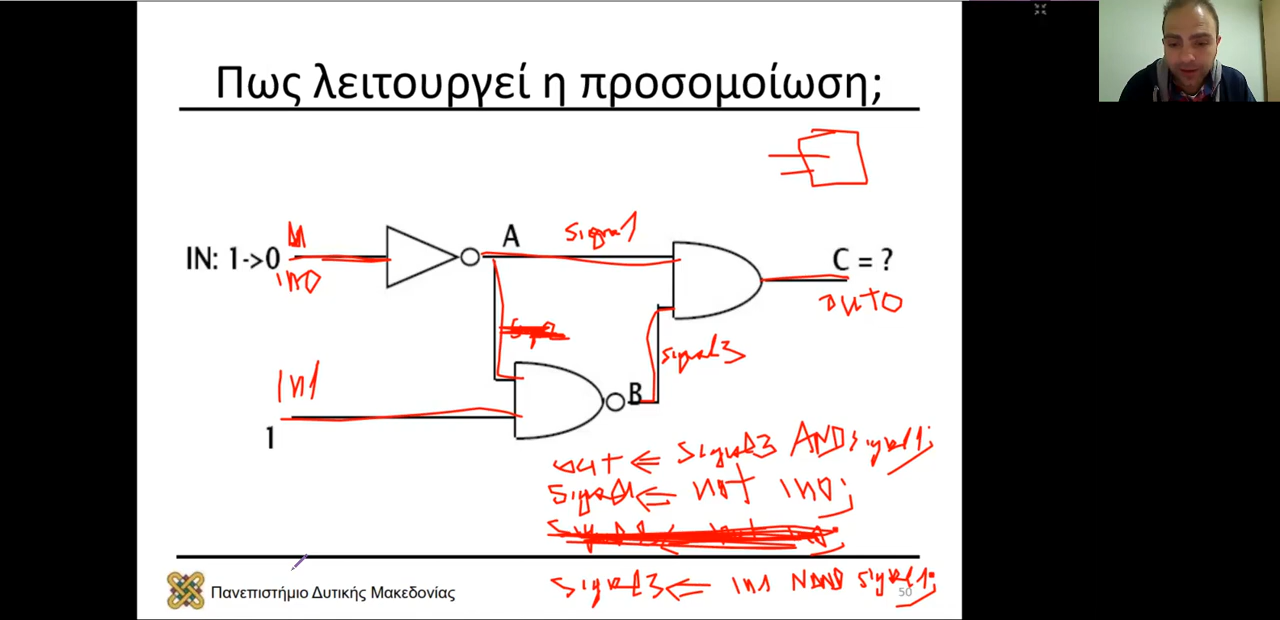 Πως λειτουργεί η προσομοίωση;
A signal1
IN: 1->0 in0
C = ?
out0
signal3
in1
B
1
out <= signal3 AND signal1;
signal1 <= not in0;
signal3 <= in1 NAND signal1;
Πανεπιστήμιο Δυτικής Μακεδονίας
50